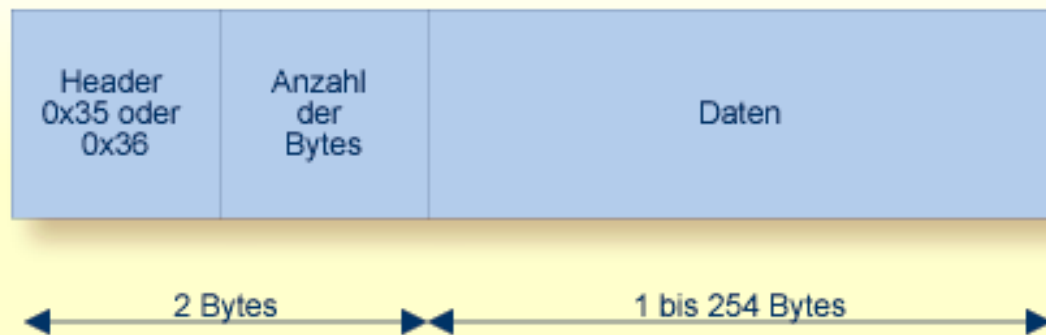 Header
0x35 oder
0x36
Anzahl
der
Bytes
Daten
2 Bytes
1 bis 254 Bytes